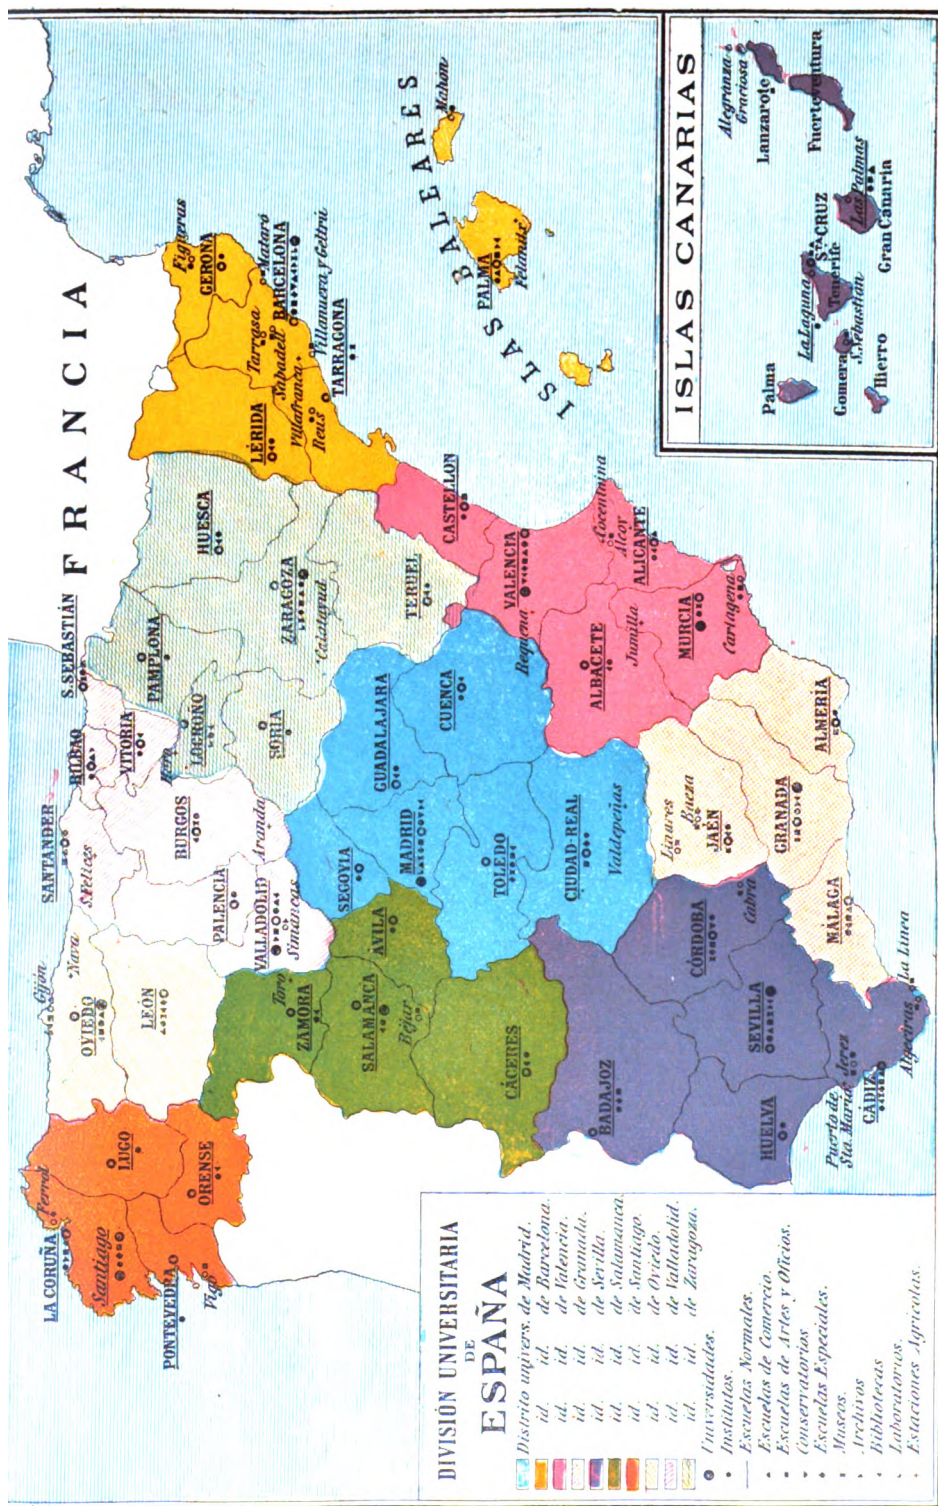 FRANCIA
ISLAS BALEARES
ISLAS CANARIAS
LA CORUÑA
Ferrol
LUGO
Santiago
ORENSE
PONTEVEDRA
Vigo
Gijón
OVIEDO
Nava
LEÓN
SANTANDER
S. Felices
BILBAO
VITORIA
S. SEBASTIÁN
PAMPLONA
LOGROÑO
SORIA
BURGOS
Aranda
PALENCIA
VALLADOLID
Simancas
ZAMORA
Toro
SALAMANCA
Béjar
ÁVILA
CÁCERES
SEGOVIA
MADRID
GUADALAJARA
CUENCA
TOLEDO
CIUDAD-REAL
Valdepeñas
HUESCA
ZARAGOZA
Calatayud
TERUEL
LÉRIDA
Figueras
GERONA
Mataró
BARCELONA
Tarrasa
Sabadell
Villafranca
Villanueva y Geltrú
Reus
TARRAGONA
PALMA
Felanitx
Mahón
CASTELLON
VALENCIA
Requena
Cocentaina
Alcoy
ALICANTE
ALBACETE
Jumilla
MURCIA
Cartagena
BADAJOZ
HUELVA
SEVILLA
CÓRDOBA
Cabra
Puerto de
Sta. María
Jerez
CÁDIZ
Algeciras
La Linea
Linares
Baeza
JAÉN
GRANADA
ALMERÍA
MÁLAGA
Alegranza
Graciosa
Lanzarote
Fuerteventura
Las Palmas
Gran Canaria
STA CRUZ
Tenerife
La Laguna
S. Sebastián
Gomera
Palma
Hierro
DIVISIÓN UNIVERSITARIA
DE
ESPAÑA
Distrito univers. de Madrid.
id. id. de Barcelona.
id. id. de Valencia.
id. id. de Granada.
id. id. de Sevilla.
id. id. de Salamanca.
id. id. de Santiago.
id. id. de Oviedo.
id. id. de Valladolid.
id. id. de Zaragoza.
Universidades.
Institutos.
Escuelas Normales.
Escuelas de Comercio.
Escuelas de Artes y Oficios.
Conservatorios
Escuelas Especiales.
Museos.
Archivos
Bibliotecas
Laboratorios.
Estaciones Agricolas.